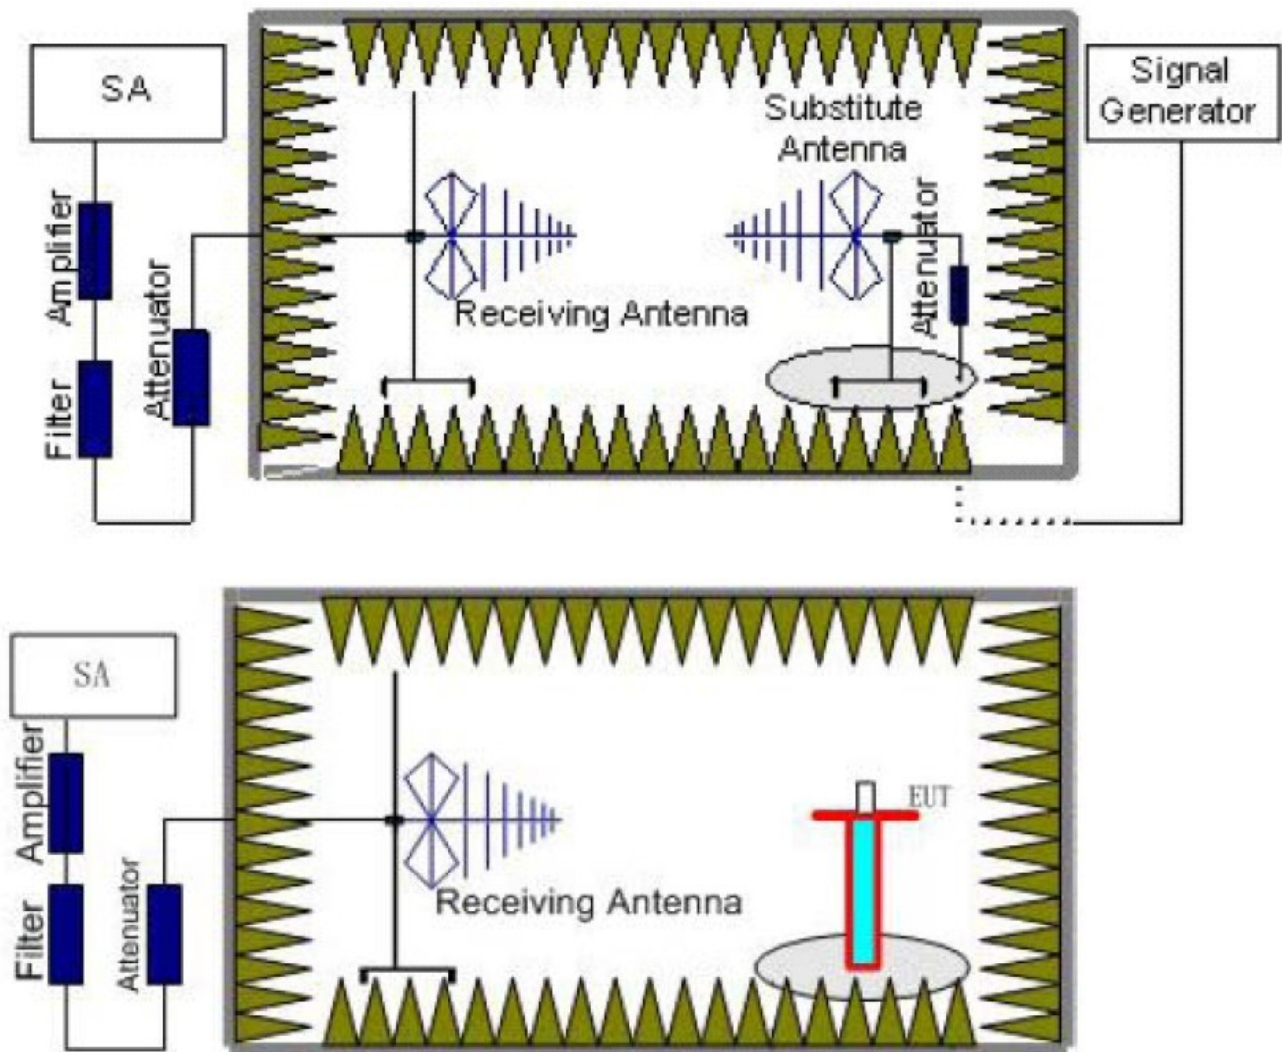 SA
Signal
Generator
Substitute
Antenna
Amplifier
Attenuator
Attenuator
Receiving Antenna
Filter
SA
Amplifier
EUT
Attenuator
Receiving Antenna
Filter